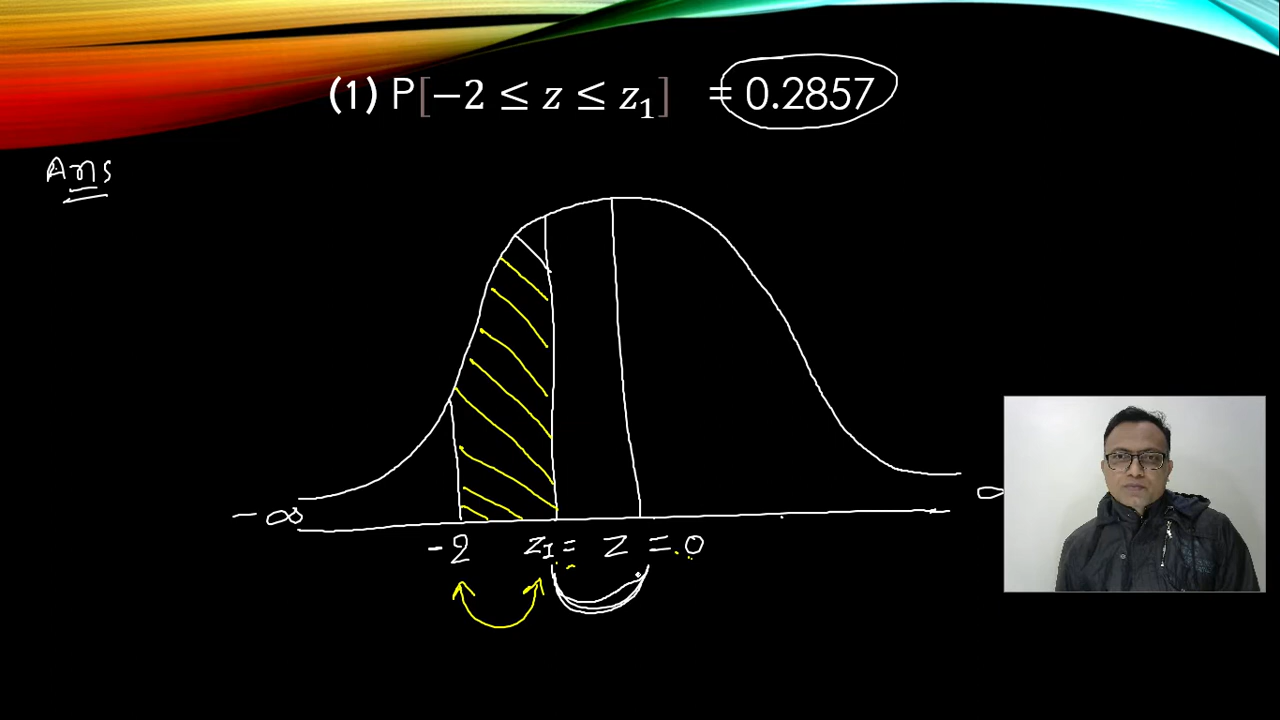 (1) P[−2 ≤ z ≤ z₁] = 0.2857
Ans
−∞
-2 z₁ = z = 0